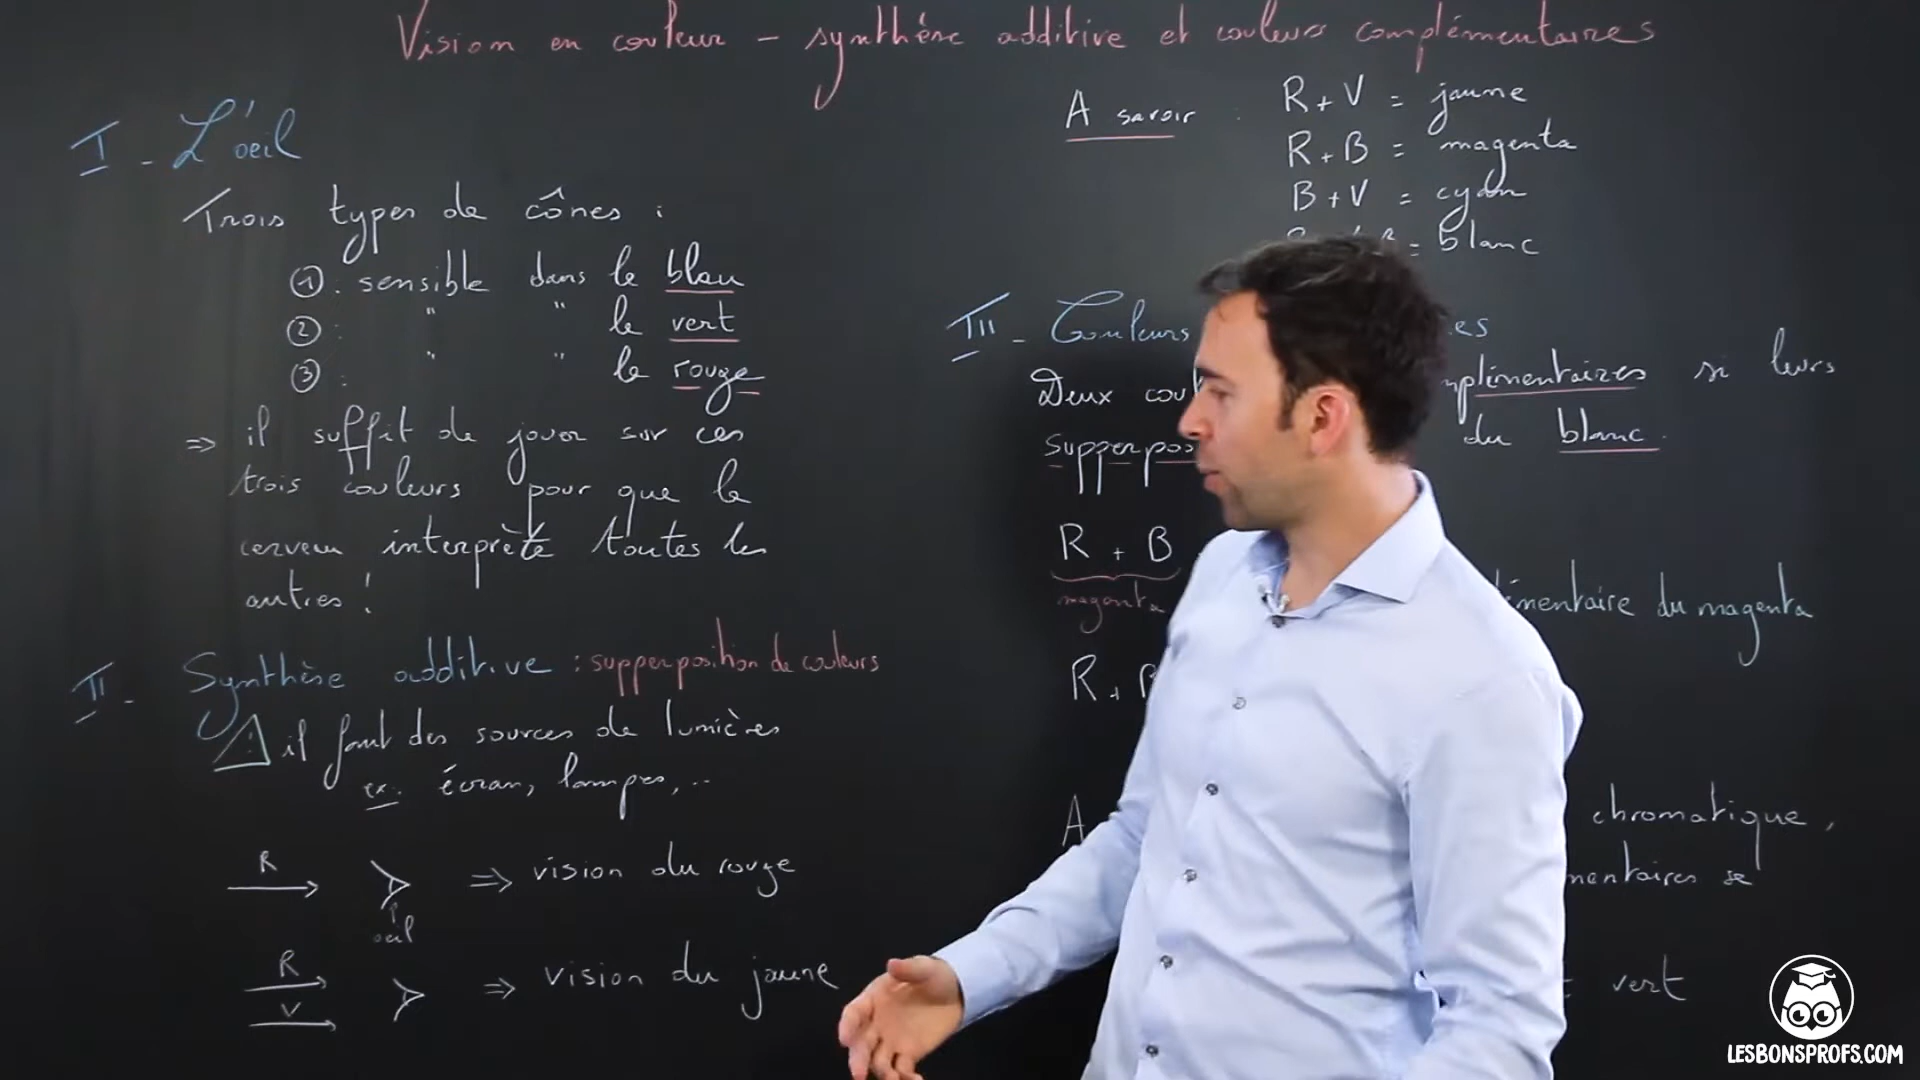 Vision en couleur - synthèse additive et couleurs complémentaires
I - L'oeil
Trois types de cônes :
① : sensible dans le bleu
② : " " le vert
③ : " " le rouge
⇒ il suffit de jouer sur ces
trois couleurs pour que le
cerveau interprète toutes les
autres !
II - Synthèse additive : supperposition de couleurs
⚠ il faut des sources de lumières
ex : écran, lampes, ..
R
⇒ vision du rouge
oeil
R
V
⇒ vision du jaune
A savoir : R + V = jaune
R + B = magenta
B + V = cyan
= blanc
III - Couleurs es
Deux mplémentaires si leurs
du blanc.
R + B
magenta
mentaire du magenta
R +
A chromatique,
mentaires se
vert
LESBONSPROFS.COM